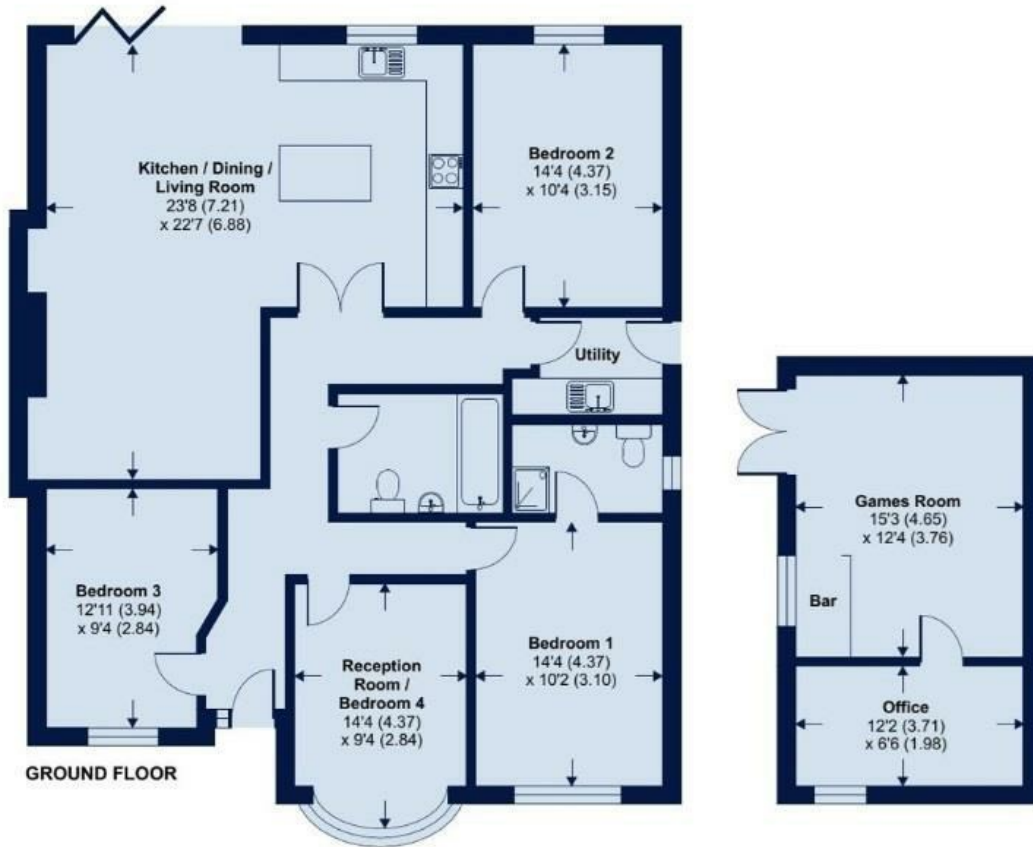 Kitchen / Dining /
Living Room
23'8 (7.21)
x 22'7 (6.88)
Bedroom 2
14'4 (4.37)
x 10'4 (3.15)
Utility
Bedroom 3
12'11 (3.94)
x 9'4 (2.84)
Reception
Room /
Bedroom 4
14'4 (4.37)
x 9'4 (2.84)
Bedroom 1
14'4 (4.37)
x 10'2 (3.10)
GROUND FLOOR
Games Room
15'3 (4.65)
x 12'4 (3.76)
Bar
Office
12'2 (3.71)
x 6'6 (1.98)